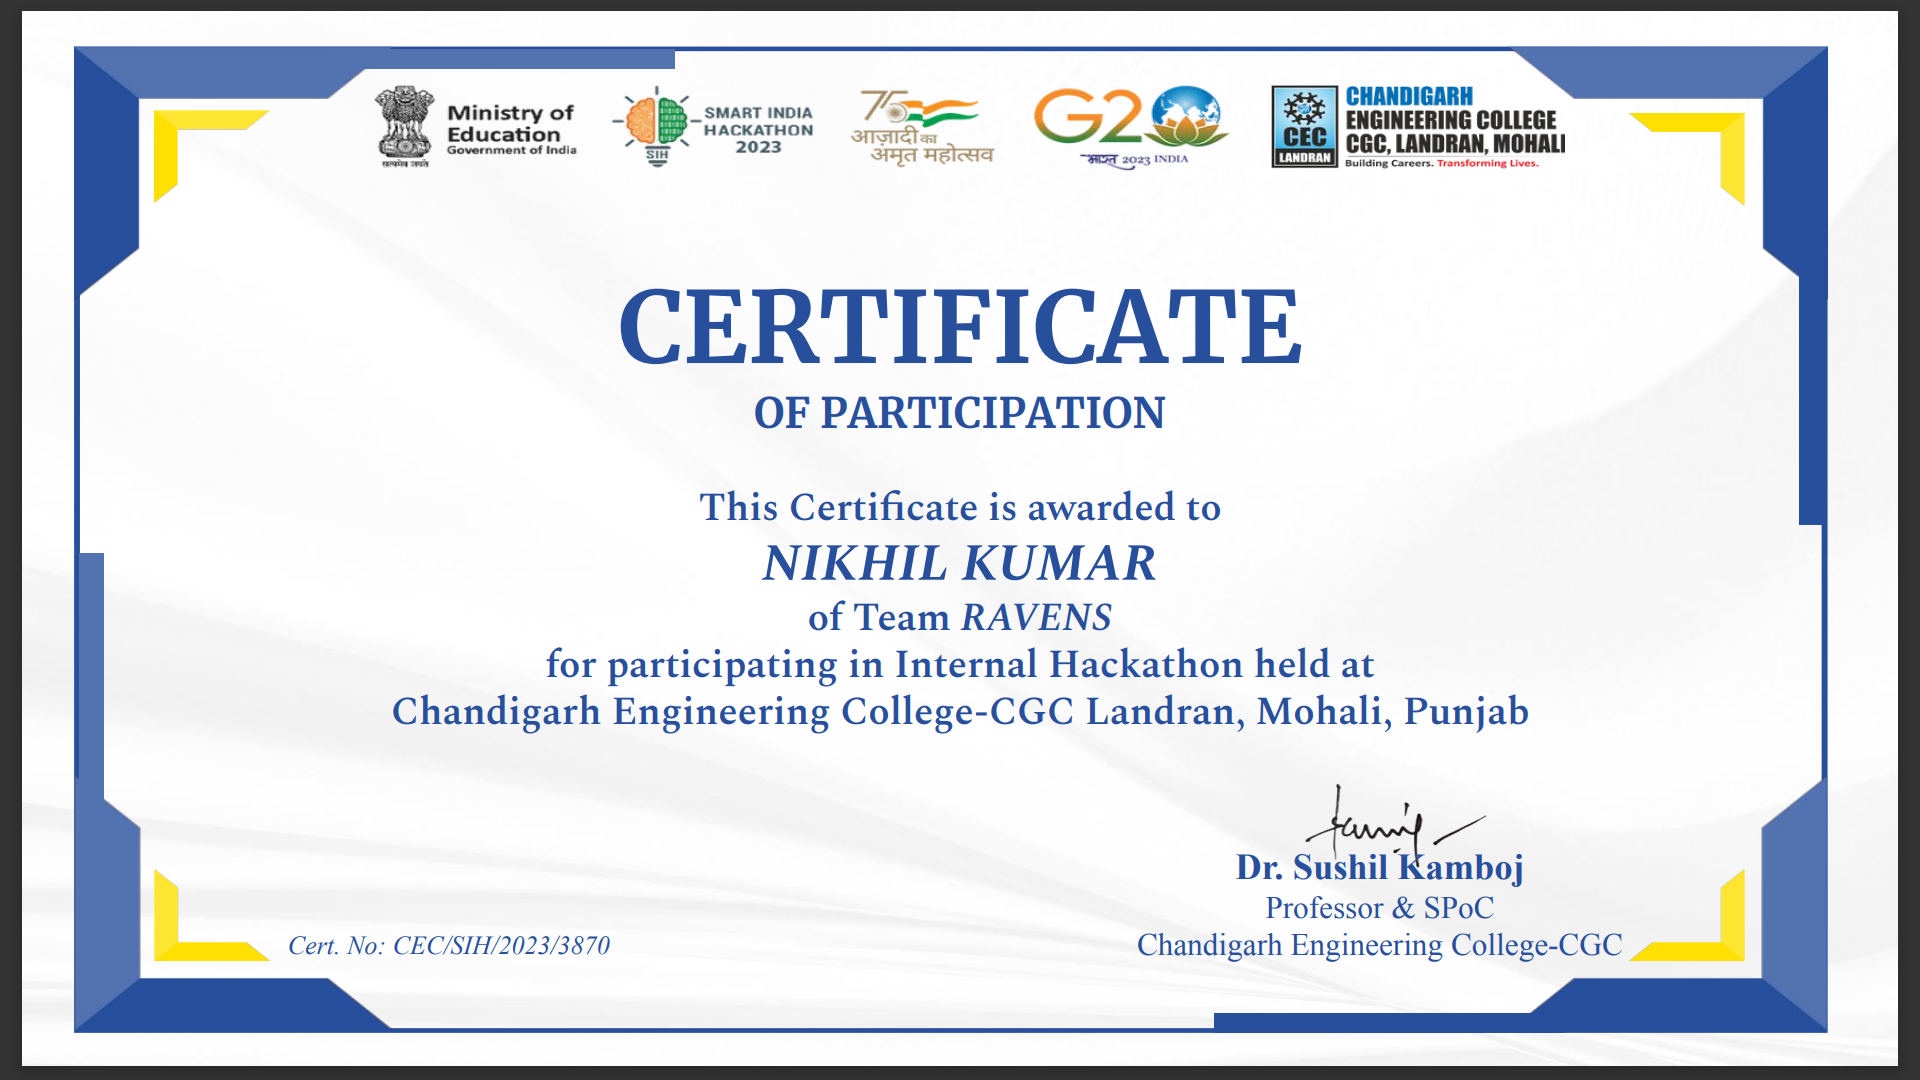 Ministry of
Education
Government of India
सत्यमेव जयते
SMART INDIA
HACKATHON
2023
SIH
75
आज़ादी का
अमृत महोत्सव
G20
भारत 2023 INDIA
CEC
LANDRAN
CHANDIGARH
ENGINEERING COLLEGE
CGC, LANDRAN, MOHALI
Building Careers. Transforming Lives.
CERTIFICATE
OF PARTICIPATION
This Certificate is awarded to
NIKHIL KUMAR
of Team RAVENS
for participating in Internal Hackathon held at
Chandigarh Engineering College-CGC Landran, Mohali, Punjab
Dr. Sushil Kamboj
Professor & SPoC
Chandigarh Engineering College-CGC
Cert. No: CEC/SIH/2023/3870